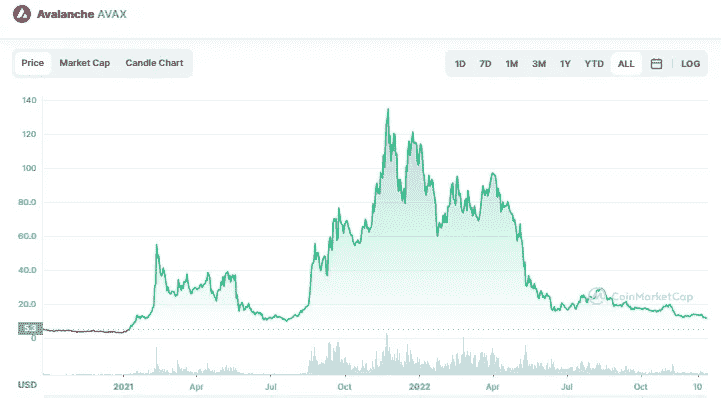 Avalanche AVAX
Price Market Cap Candle Chart 1D 7D 1M 3M 1Y YTD ALL LOG
140
120
100
80.0
60.0
40.0
20.0
0
CoinMarketCap
USD 2021 Apr Jul Oct 2022 Apr Jul Oct 10